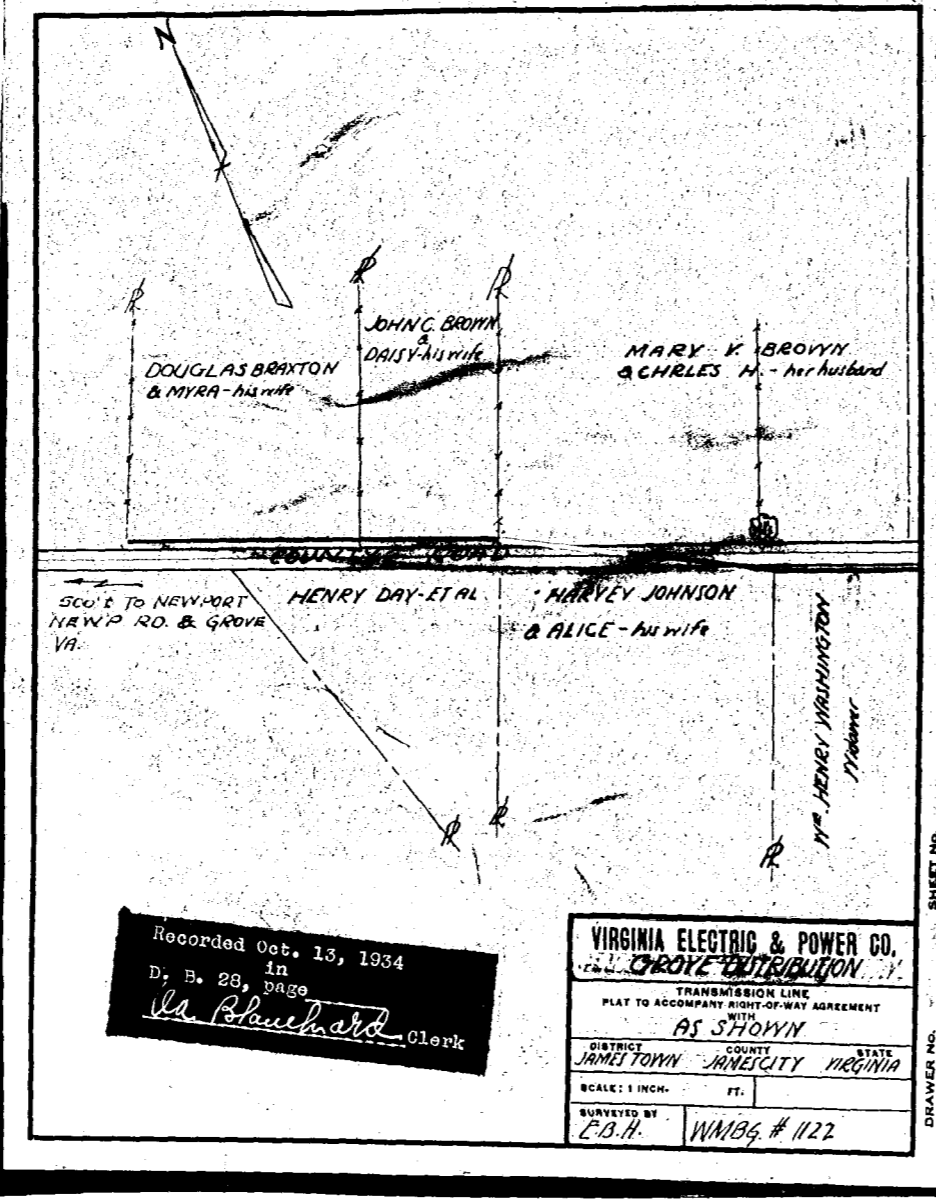 N
JOHN C. BROWN
&
DAISY-his wife
DOUGLAS BRAXTON
& MYRA-his wife
MARY V. BROWN
& CHRLES H. - her husband
ROAD
TO NEWPORT
NEW'P RD. & GROVE
VA.
HENRY DAY-ET AL.
HARVEY JOHNSON
& ALICE - his wife
Wm. HENRY WASHINGTON
Widower
Recorded Oct. 13, 1934
in
D. B. 28, page
Blanchard Clerk
VIRGINIA ELECTRIC & POWER CO.
GROVE DISTRIBUTION
TRANSMISSION LINE
PLAT TO ACCOMPANY RIGHT-OF-WAY AGREEMENT
WITH
AS SHOWN
DISTRICT COUNTY STATE
JAMES TOWN JAMES CITY VIRGINIA
SCALE: 1 INCH- FT.
SURVEYED BY
E.B.H. WMBG. # 1122
SHEET NO.
DRAWER NO.